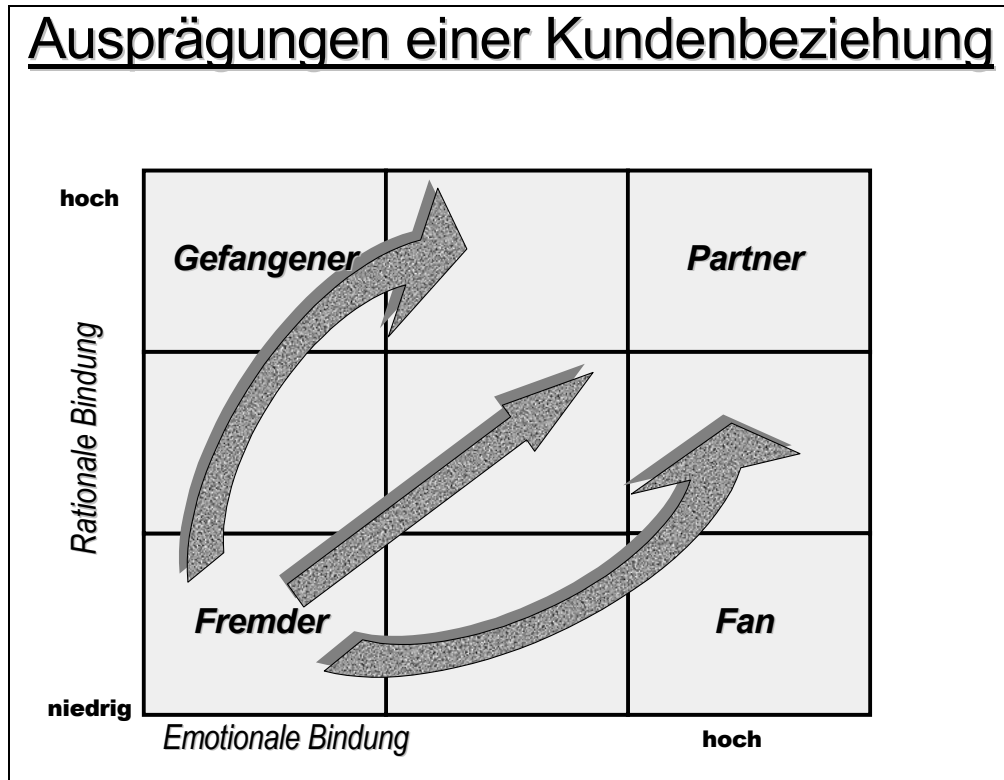 Ausprägungen einer Kundenbeziehung
hoch
Gefangener
Partner
Rationale Bindung
Fremder
Fan
niedrig
Emotionale Bindung
hoch